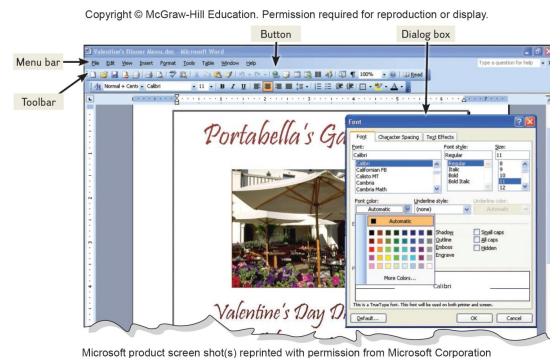 Copyright © McGraw-Hill Education. Permission required for reproduction or display.
Button
Dialog box
Menu bar
Toolbar
Valentine's Dinner Menu.doc - Microsoft Word
File Edit View Insert Format Tools Table Window Help
Type a question for help
100%
Read
Normal + Cento Calibri 11 B I U
Portabella's Ga
Font
Font Character Spacing Text Effects
Font: Font style: Size:
Calibri Regular 11
Calibri Regular 8
Californian FB Italic 9
Calisto MT Bold 10
Cambria Bold Italic 11
Cambria Math 12
Font color: Underline style: Underline color:
Automatic (none) Automatic
Automatic
Shadow Small caps
Outline All caps
Emboss Hidden
Engrave
More Colors...
Calibri
This is a TrueType font. This font will be used on both printer and screen.
Default... OK Cancel
Valentine's Day D
Microsoft product screen shot(s) reprinted with permission from Microsoft Corporation